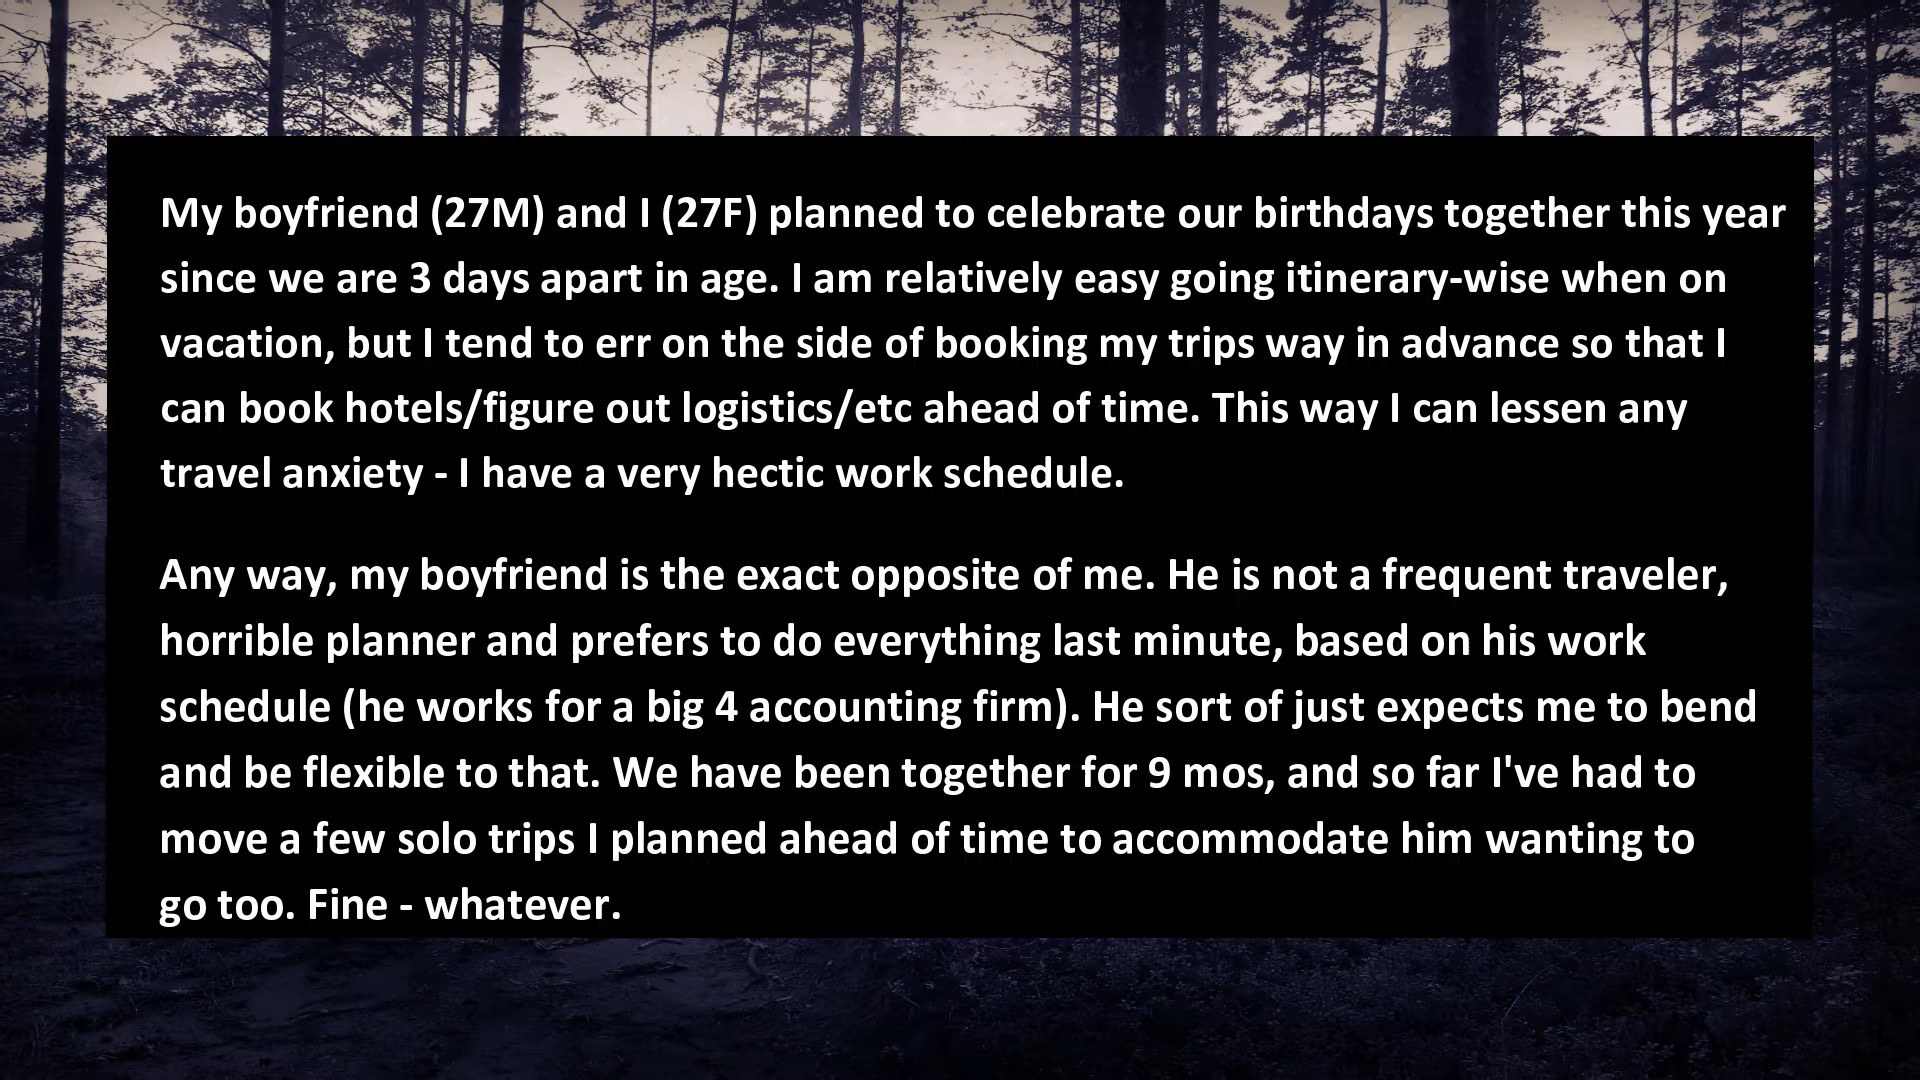 My boyfriend (27M) and I (27F) planned to celebrate our birthdays together this year
since we are 3 days apart in age. I am relatively easy going itinerary-wise when on
vacation, but I tend to err on the side of booking my trips way in advance so that I
can book hotels/figure out logistics/etc ahead of time. This way I can lessen any
travel anxiety - I have a very hectic work schedule.
Any way, my boyfriend is the exact opposite of me. He is not a frequent traveler,
horrible planner and prefers to do everything last minute, based on his work
schedule (he works for a big 4 accounting firm). He sort of just expects me to bend
and be flexible to that. We have been together for 9 mos, and so far I've had to
move a few solo trips I planned ahead of time to accommodate him wanting to
go too. Fine - whatever.